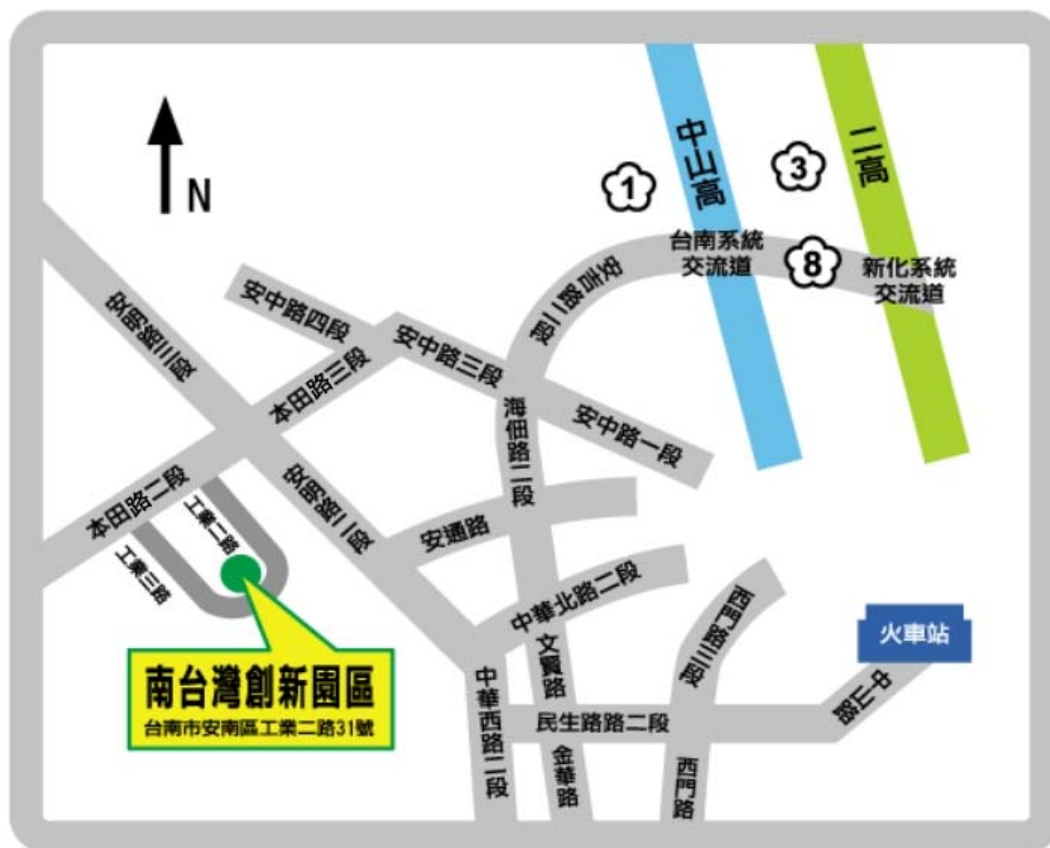 N
1
中山高
3
二高
台南系統
交流道
8
新化系統
交流道
安吉路二段
安明路三段
安中路四段
本田路三段
安中路三段
安中路一段
海佃路二段
本田路二段
工業二路
工業三路
安明路二段
安通路
中華北路二段
文賢路
西門路三段
火車站
中山路
南台灣創新園區
台南市安南區工業二路31號
中華西路二段
民生路路二段
金華路
西門路